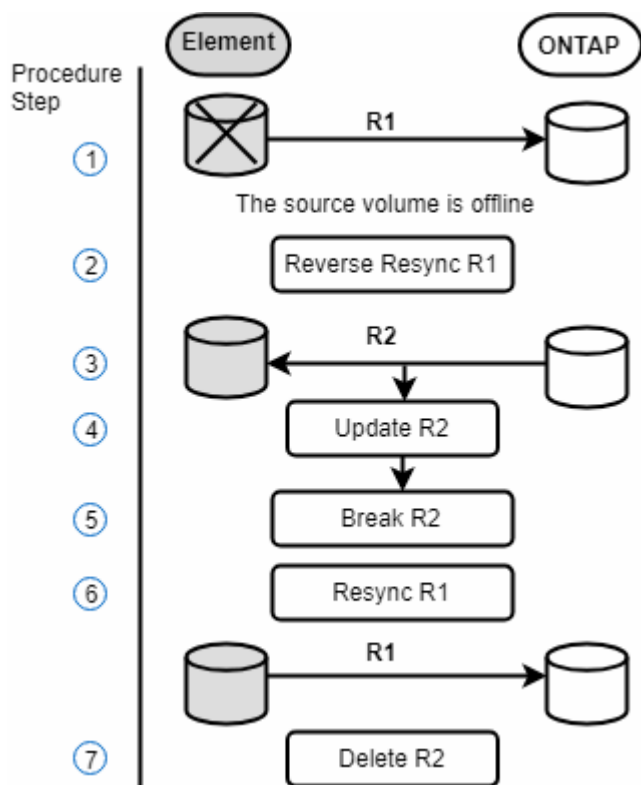 Element
ONTAP
Procedure
Step
R1
1
The source volume is offline
2
Reverse Resync R1
R2
3
4
Update R2
5
Break R2
6
Resync R1
R1
7
Delete R2